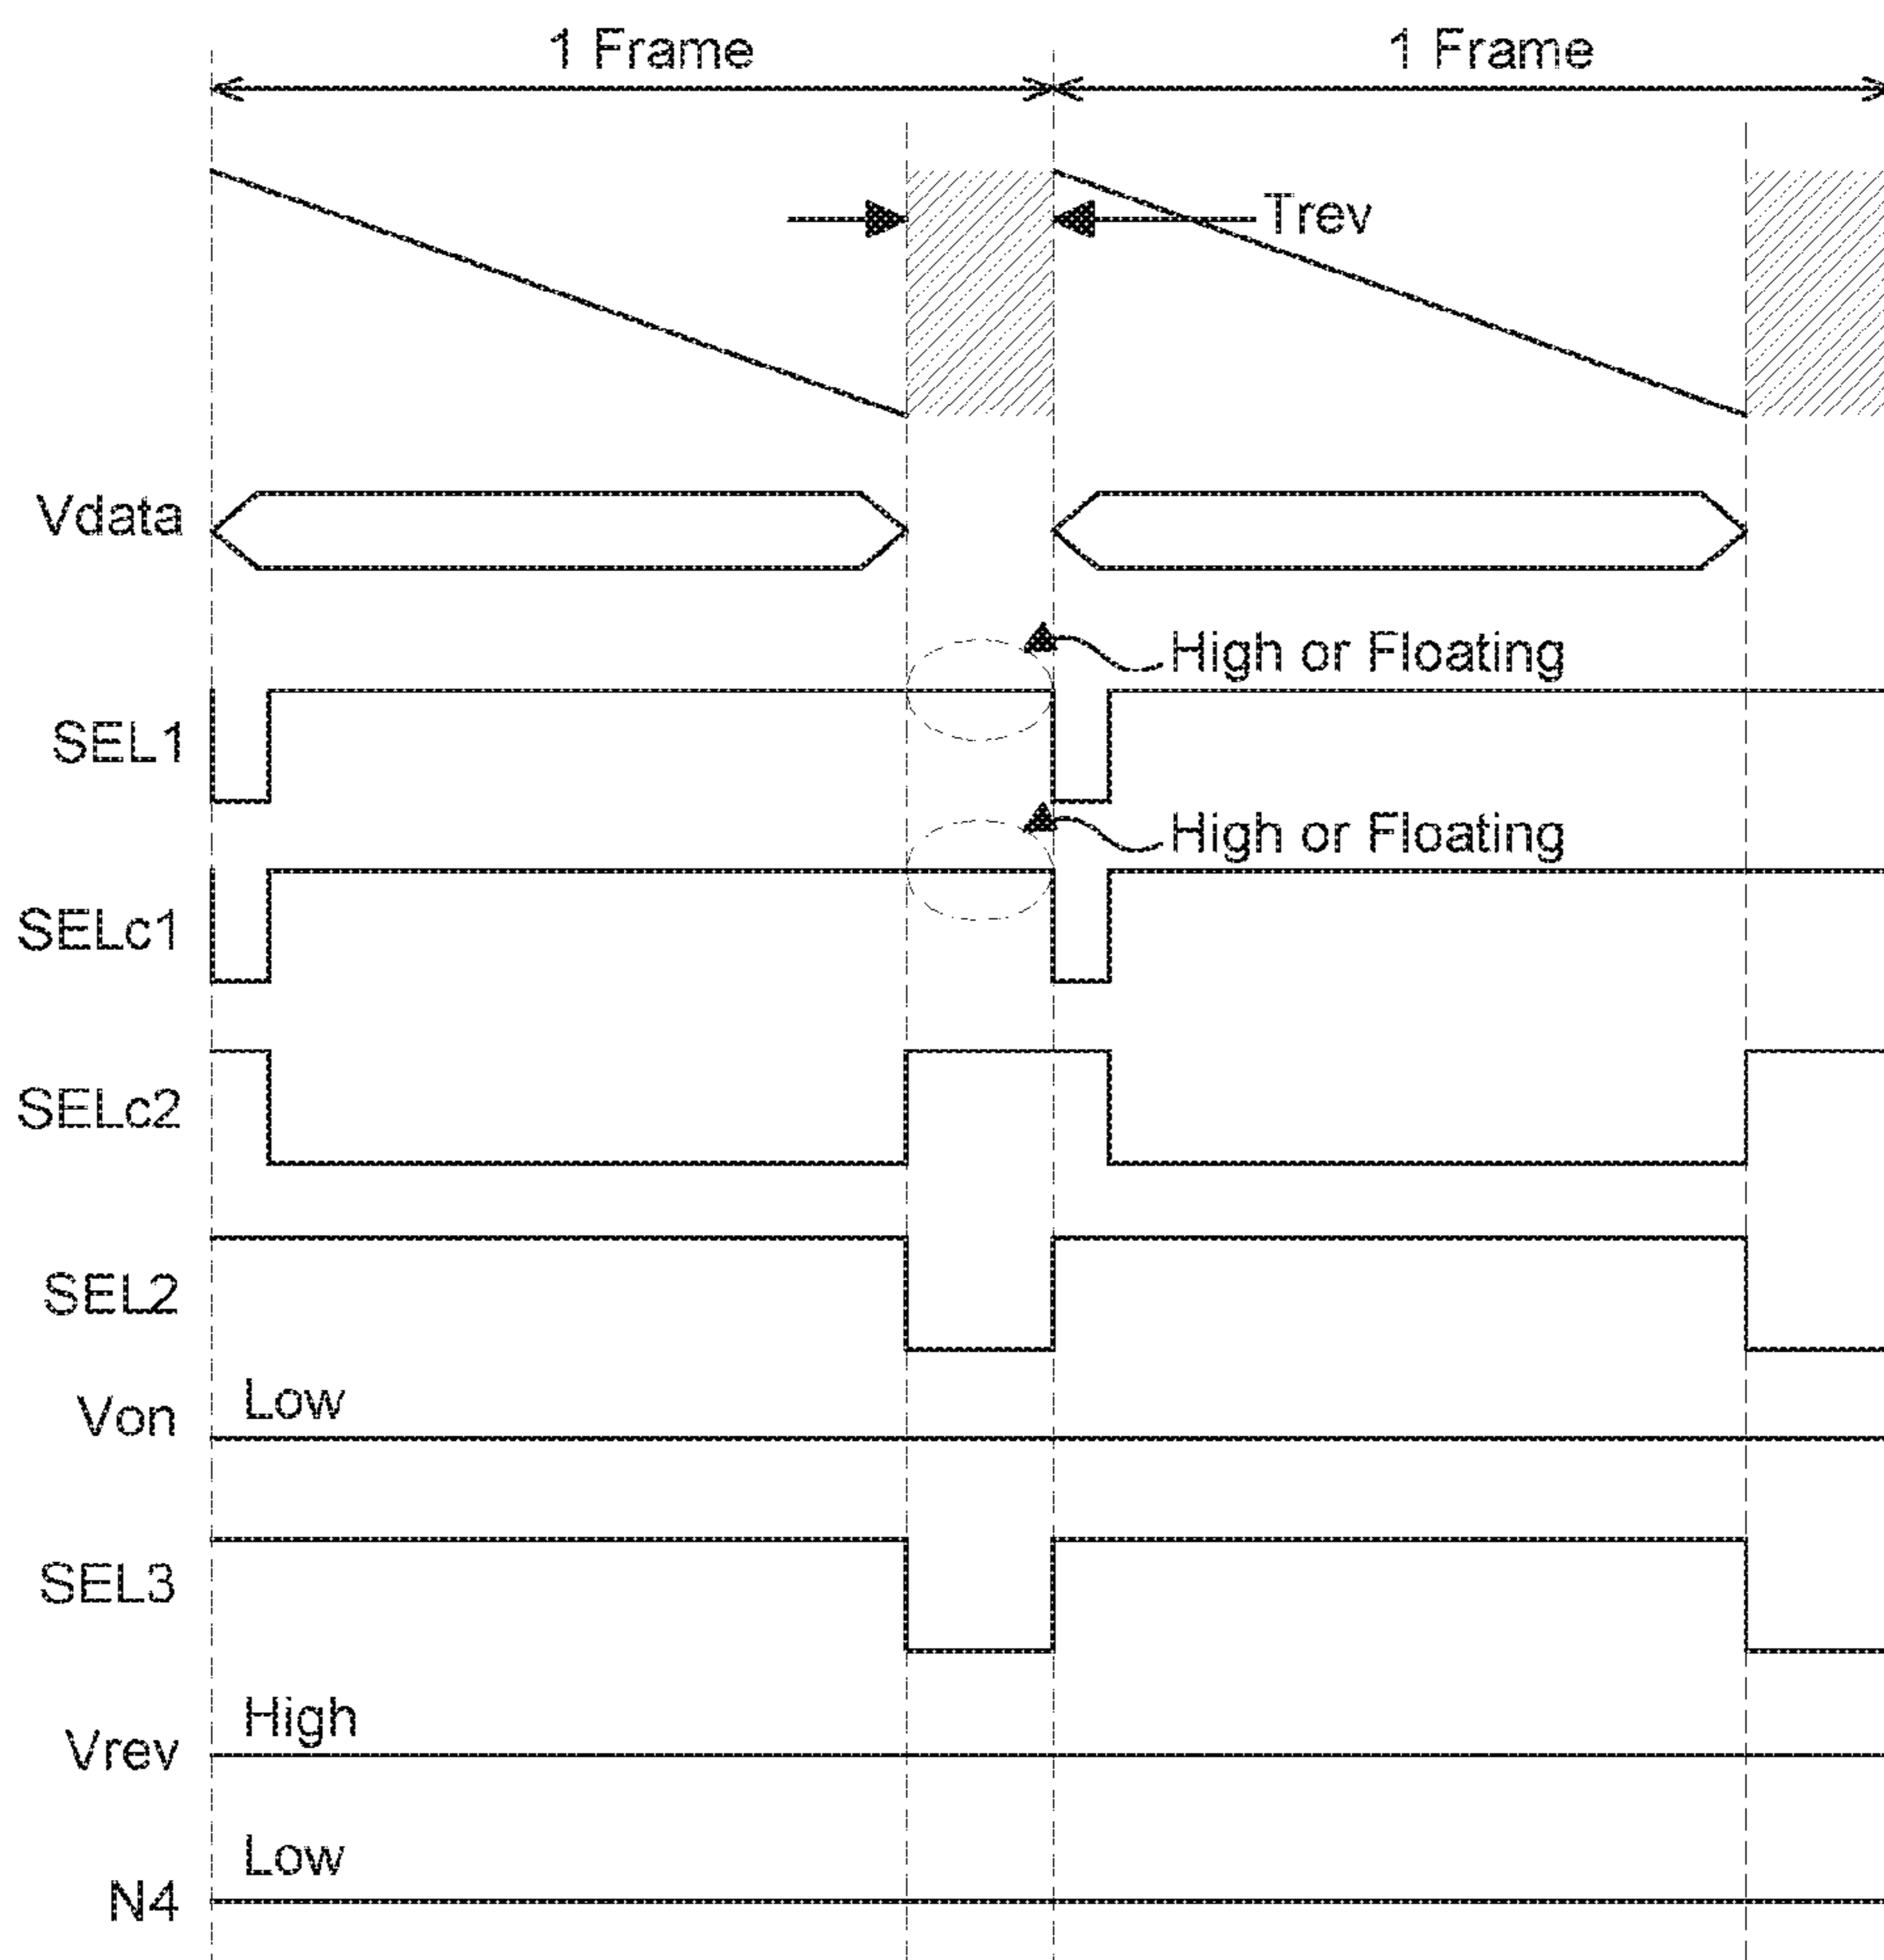 1 Frame 1 Frame
Trev
Vdata
High or Floating
SEL1
High or Floating
SELc1
SELc2
SEL2
Low
Von
SEL3
High
Vrev
Low
N4